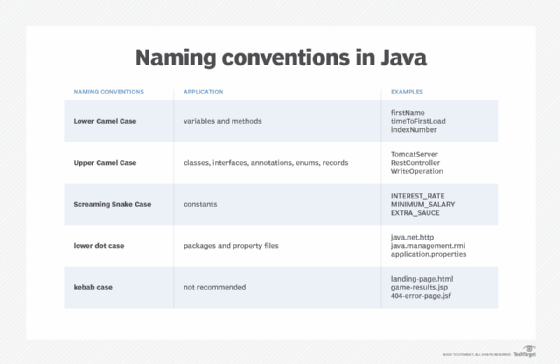 Naming conventions in Java
NAMING CONVENTIONS APPLICATION EXAMPLES
Lower Camel Case variables and methods firstName
timeToFirstLoad
indexNumber
Upper Camel Case classes, interfaces, annotations, enums, records TomcatServer
RestController
WriteOperation
Screaming Snake Case constants INTEREST_RATE
MINIMUM_SALARY
EXTRA_SAUCE
lower dot case packages and property files java.net.http
java.management.rmi
application.properties
kebab case not recommended landing-page.html
game-results.jsp
404-error-page.jsf
TechTarget